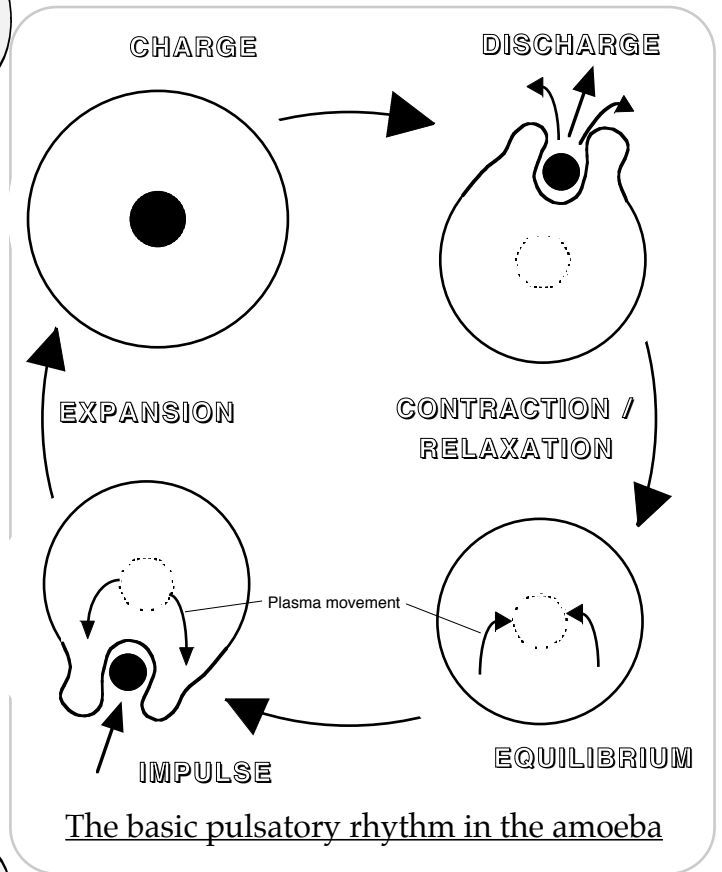 CHARGE
DISCHARGE
EXPANSION
CONTRACTION /
RELAXATION
Plasma movement
IMPULSE
EQUILIBRIUM
The basic pulsatory rhythm in the amoeba